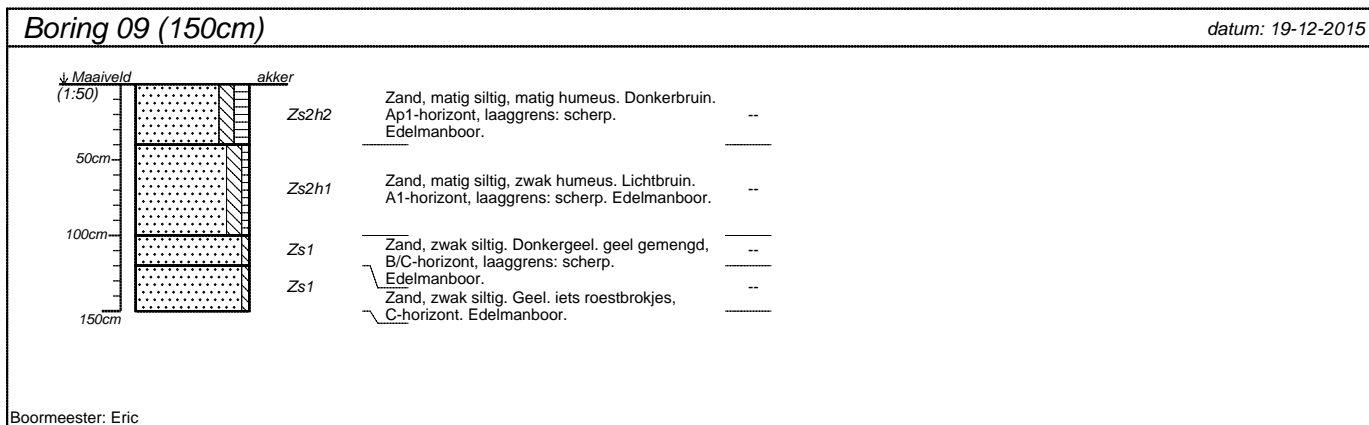 Boring 09 (150cm)
datum: 19-12-2015
Maaiveld
akker
(1:50)
Zs2h2
Zand, matig siltig, matig humeus. Donkerbruin.
Ap1-horizont, laaggrens: scherp.
Edelmanboor.
--
50cm
Zs2h1
Zand, matig siltig, zwak humeus. Lichtbruin.
A1-horizont, laaggrens: scherp. Edelmanboor.
--
100cm
Zs1
Zand, zwak siltig. Donkergeel. geel gemengd,
B/C-horizont, laaggrens: scherp.
Edelmanboor.
--
Zs1
Zand, zwak siltig. Geel. iets roestbrokjes,
C-horizont. Edelmanboor.
--
150cm
Boormeester: Eric